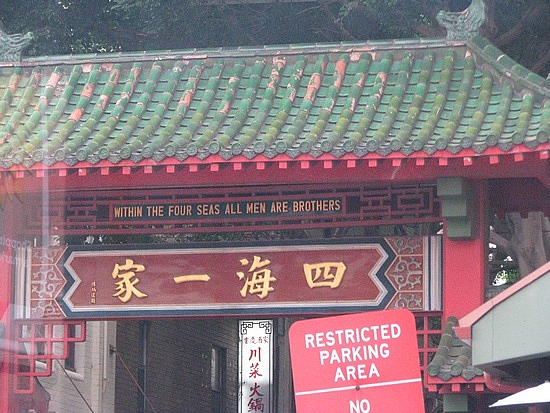 WITHIN THE FOUR SEAS ALL MEN ARE BROTHERS
四海一家
川菜火鍋
RESTRICTED
PARKING
AREA
NO